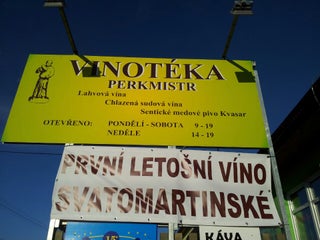 VINOTÉKA
PERKMISTR
Lahvová vína
Chlazená sudová vína
Sentické medové pivo Kvasar
OTEVŘENO: PONDĚLÍ - SOBOTA 9 - 19
NEDĚLE 14 - 19
PRVNÍ LETOŠNÍ VÍNO
SVATOMARTINSKÉ
KÁVA